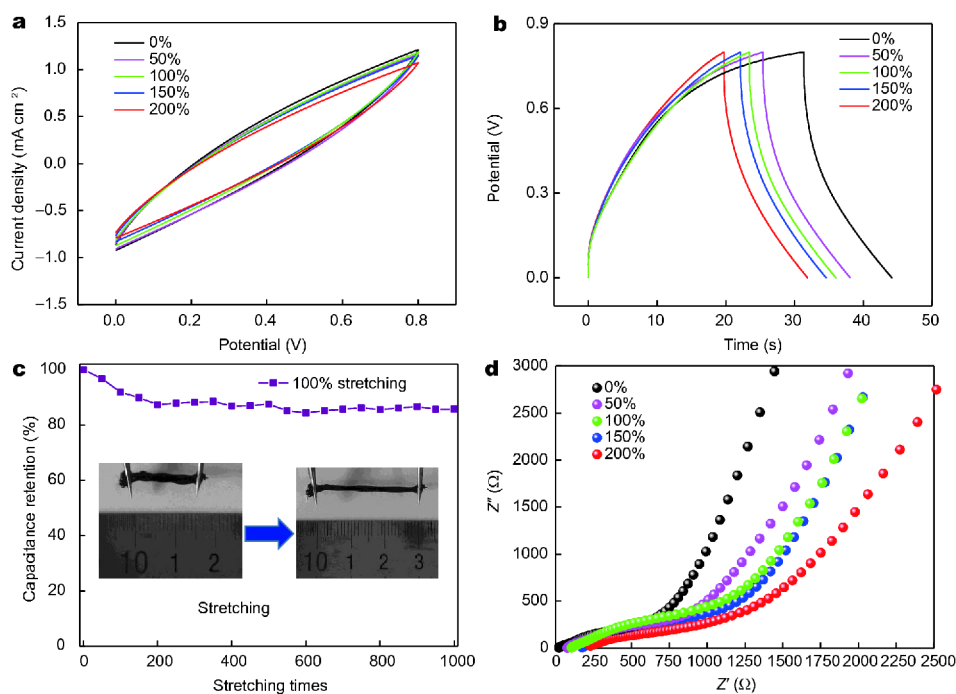 a
1.5
1.0
0.5
0.0
–0.5
–1.0
–1.5
0%
50%
100%
150%
200%
Current density (mA cm⁻²)
0.0 0.2 0.4 0.6 0.8
Potential (V)
b
0.9
0.6
0.3
0.0
0%
50%
100%
150%
200%
Potential (V)
0 10 20 30 40 50
Time (s)
c
100
80
60
40
20
0
100% stretching
Capacitance retention (%)
10 1 2
10 1 2 3
Stretching
0 200 400 600 800 1000
Stretching times
d
3000
2500
2000
1500
1000
500
0
0%
50%
100%
150%
200%
Z″ (Ω)
0 250 500 750 1000 1250 1500 1750 2000 2250 2500
Z′ (Ω)